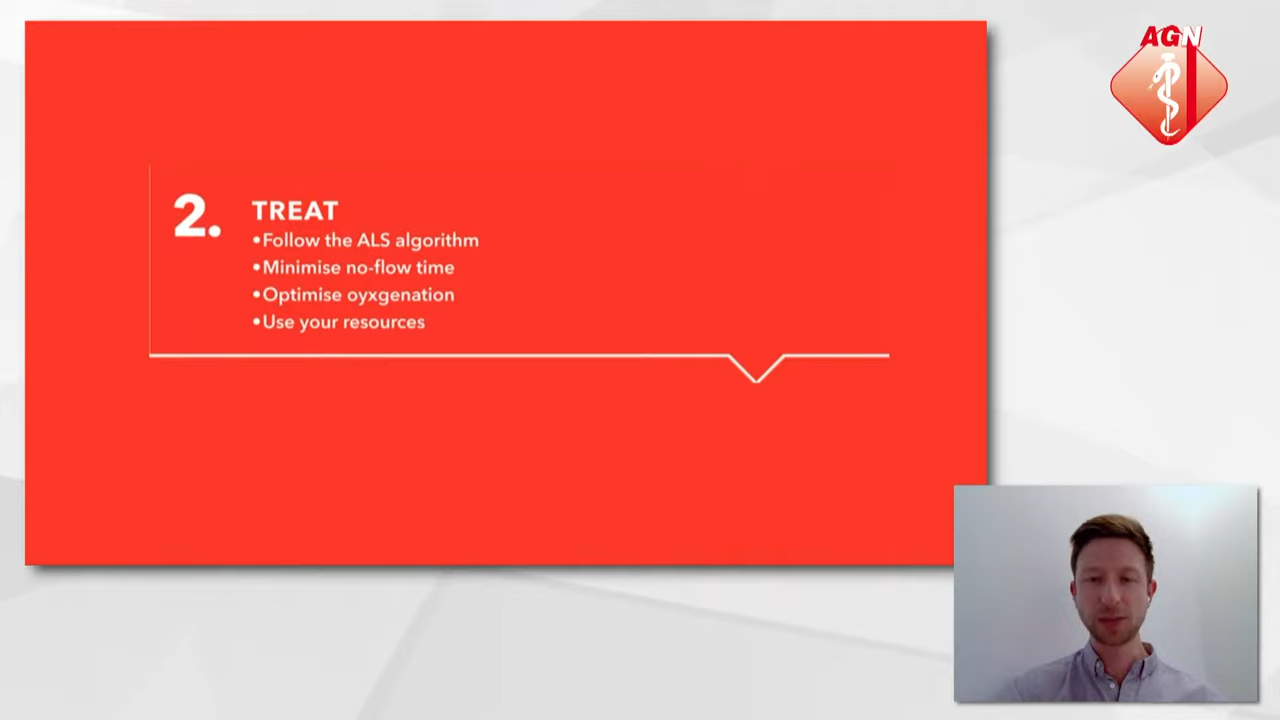 AGN
2. TREAT
•Follow the ALS algorithm
•Minimise no-flow time
•Optimise oyxgenation
•Use your resources